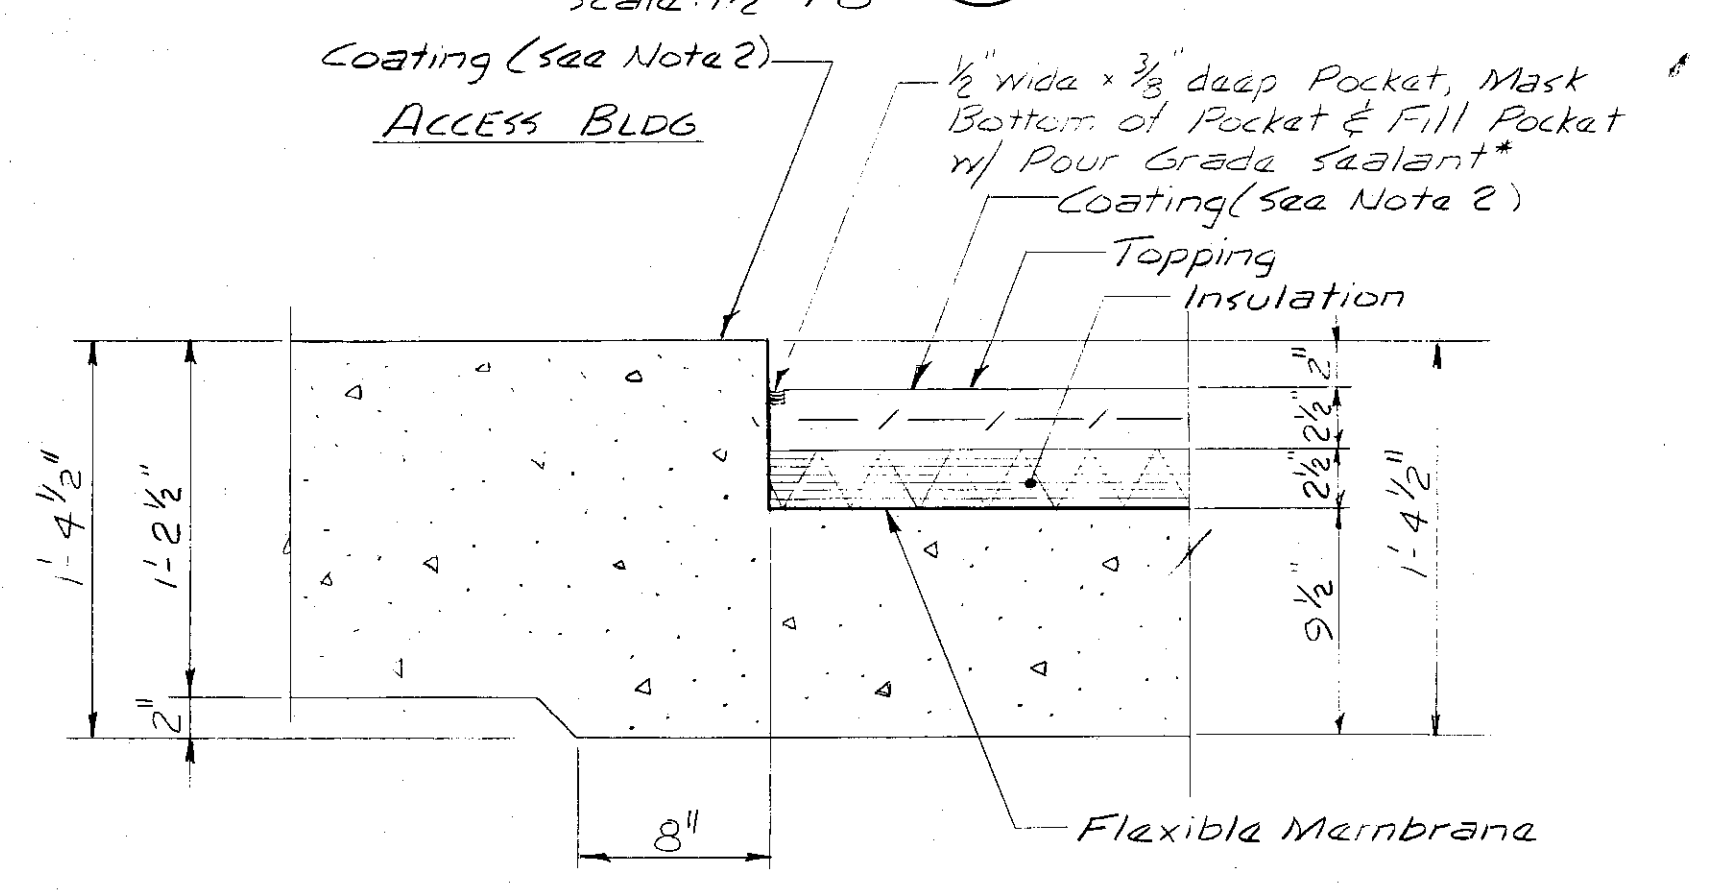 Coating (See Note 2)
ACCESS BLDG
1/2" wide x 3/8" deep Pocket, Mask
Bottom of Pocket & Fill Pocket
w/ Pour Grade Sealant*
Coating (See Note 2)
Topping
Insulation
2"
2 1/2"
2 1/2"
9 1/2"
1'-4 1/2"
1'-4 1/2"
1'-2 1/2"
2"
8"
Flexible Membrane